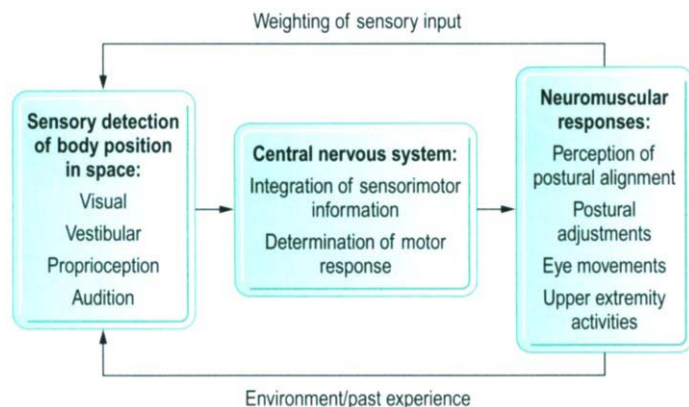 Weighting of sensory input
Sensory detection
of body position
in space:
Visual
Vestibular
Proprioception
Audition
Central nervous system:
Integration of sensorimotor
information
Determination of motor
response
Neuromuscular
responses:
Perception of
postural alignment
Postural
adjustments
Eye movements
Upper extremity
activities
Environment/past experience